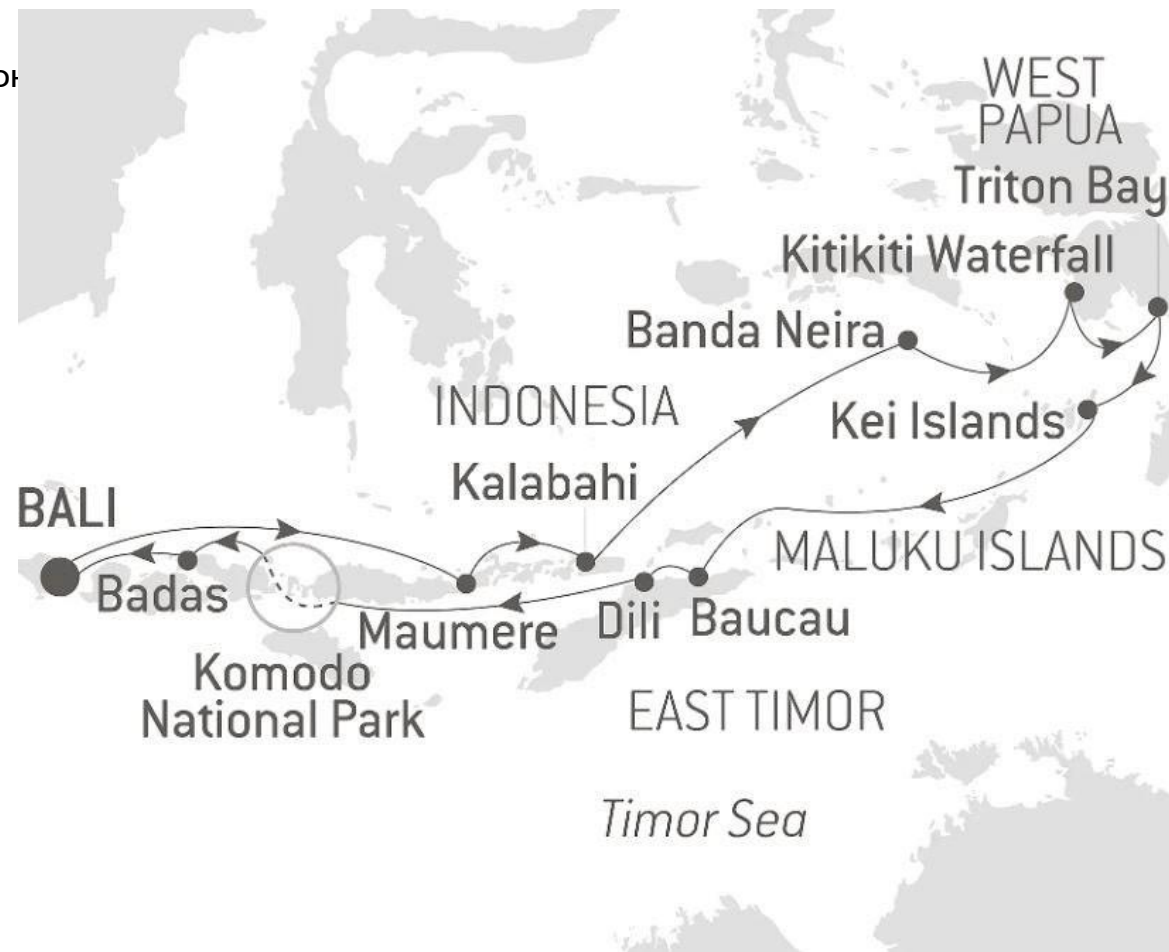 WEST
PAPUA
Triton Bay
Kitikiti Waterfall
Banda Neira
INDONESIA
Kei Islands
Kalabahi
BALI
MALUKU ISLANDS
Badas
Maumere
Dili
Baucau
Komodo
National Park
EAST TIMOR
Timor Sea